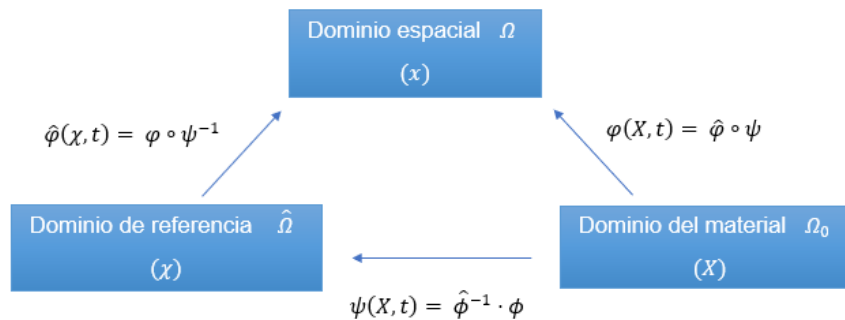 Dominio espacial Ω
(x)
φ̂(χ, t) = φ ∘ ψ⁻¹
φ(X, t) = φ̂ ∘ ψ
Dominio de referencia Ω̂
(χ)
Dominio del material Ω₀
(X)
ψ(X, t) = ϕ̂⁻¹ · ϕ